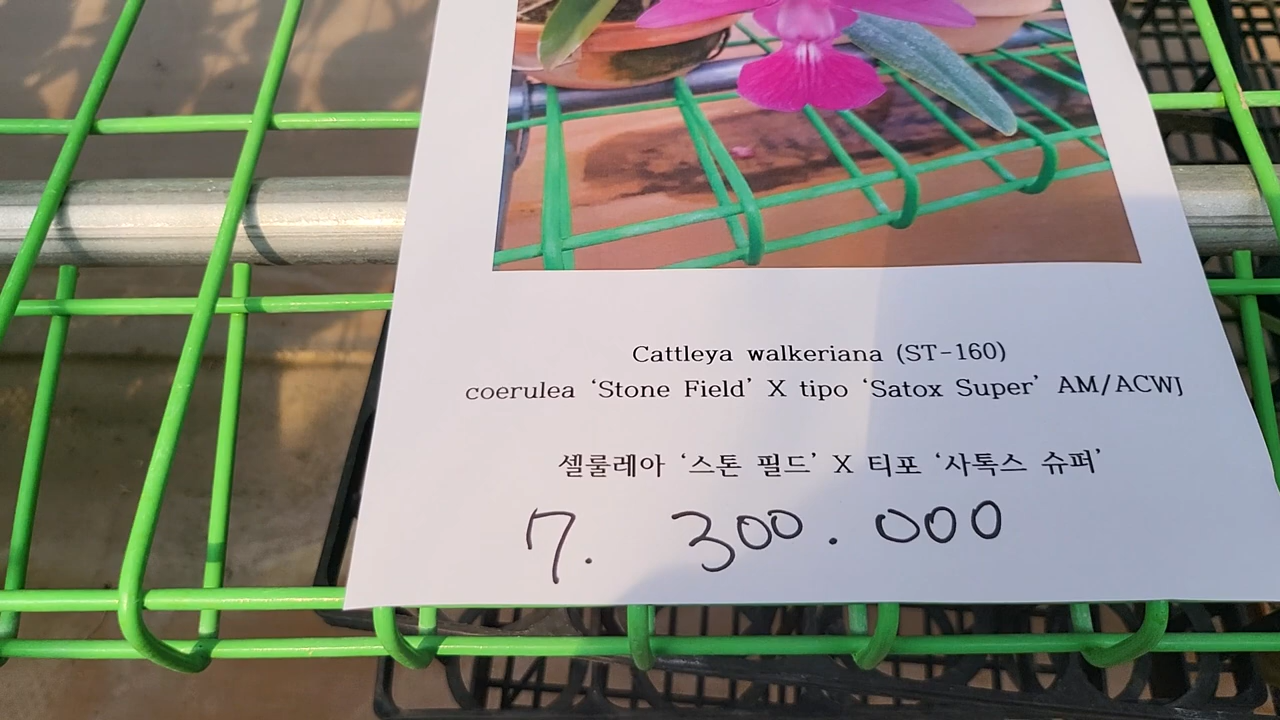 Cattleya walkeriana (ST-160)
coerulea ‘Stone Field’ X tipo ‘Satox Super’ AM/ACWJ
셀룰레아 ‘스톤 필드’ X 티포 ‘사톡스 슈퍼’
7. 300.000